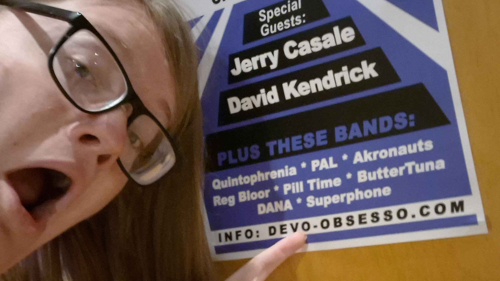 Special
Guests:
Jerry Casale
David Kendrick
PLUS THESE BANDS:
Quintophrenia * PAL * Akronauts
Reg Bloor * Pill Time * ButterTuna
DANA * Superphone
INFO: DEVO-OBSESSO.COM